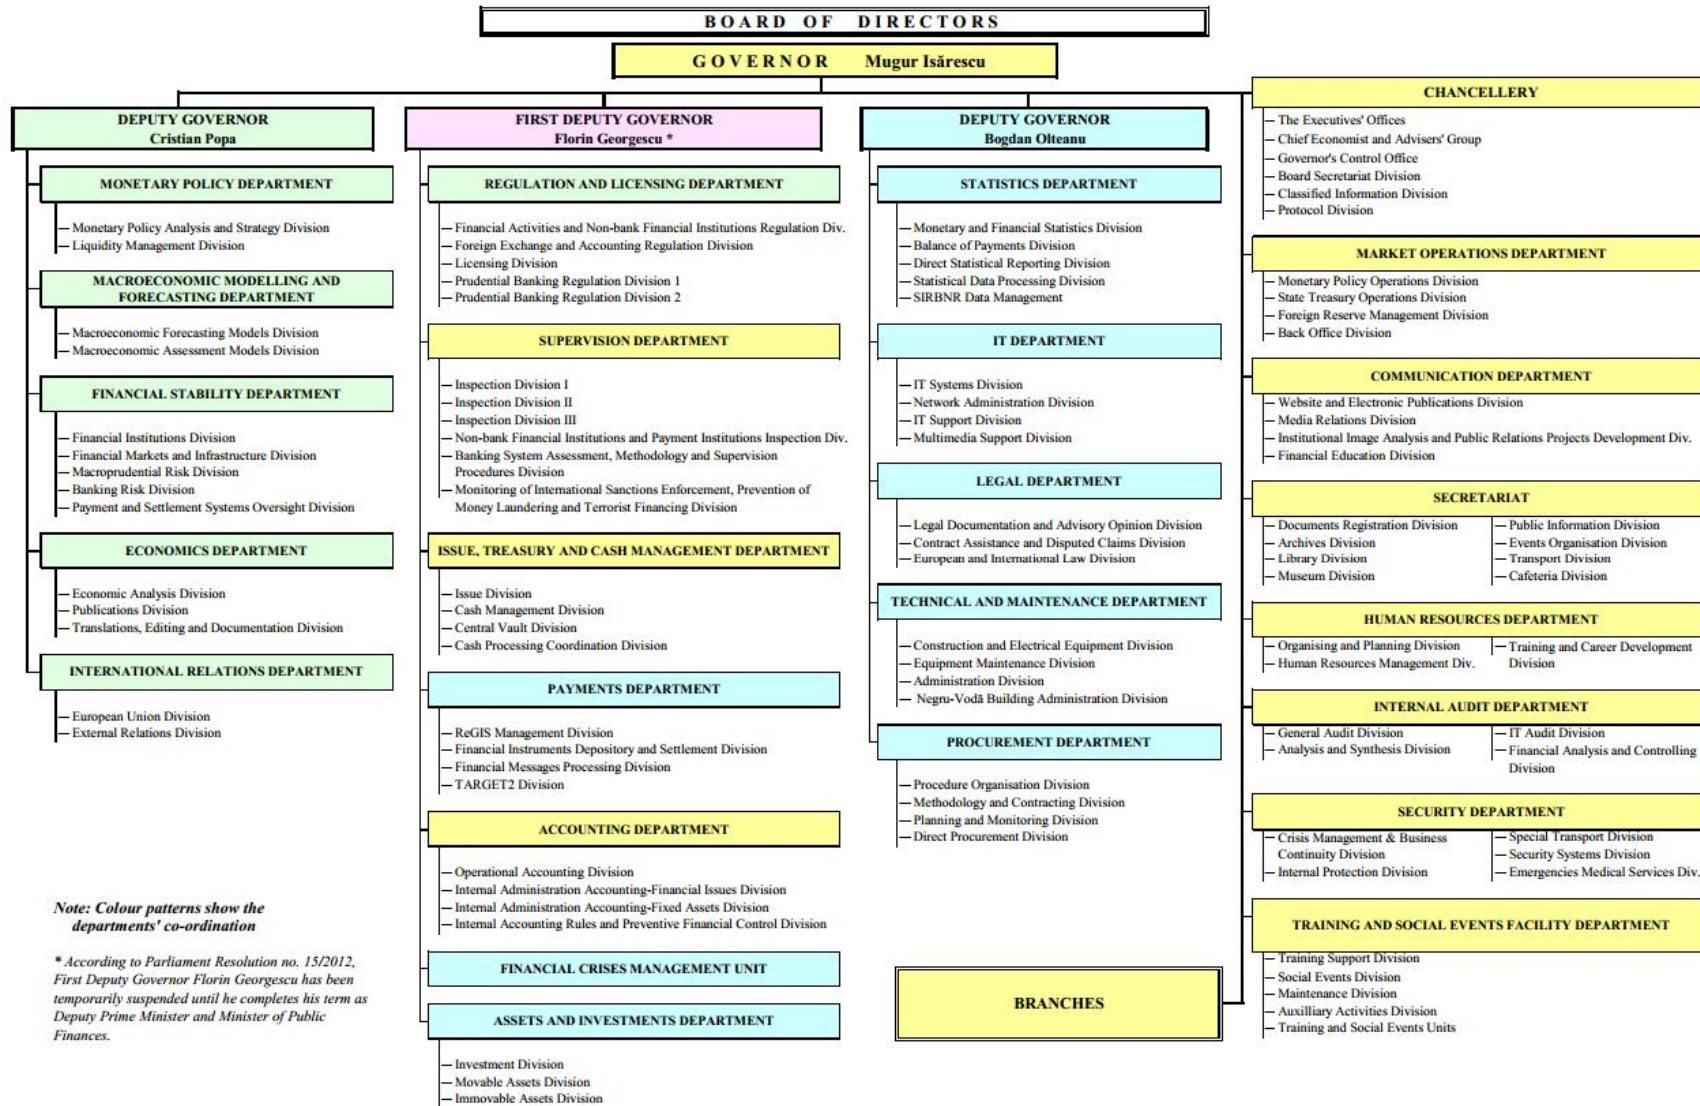 BOARD OF DIRECTORS
GOVERNOR Mugur Isărescu
DEPUTY GOVERNOR
Cristian Popa
MONETARY POLICY DEPARTMENT
Monetary Policy Analysis and Strategy Division
Liquidity Management Division
MACROECONOMIC MODELLING AND
FORECASTING DEPARTMENT
Macroeconomic Forecasting Models Division
Macroeconomic Assessment Models Division
FINANCIAL STABILITY DEPARTMENT
Financial Institutions Division
Financial Markets and Infrastructure Division
Macroprudential Risk Division
Banking Risk Division
Payment and Settlement Systems Oversight Division
ECONOMICS DEPARTMENT
Economic Analysis Division
Publications Division
Translations, Editing and Documentation Division
INTERNATIONAL RELATIONS DEPARTMENT
European Union Division
External Relations Division
Note: Colour patterns show the
departments' co-ordination
* According to Parliament Resolution no. 15/2012,
First Deputy Governor Florin Georgescu has been
temporarily suspended until he completes his term as
Deputy Prime Minister and Minister of Public
Finances.
FIRST DEPUTY GOVERNOR
Florin Georgescu *
REGULATION AND LICENSING DEPARTMENT
Financial Activities and Non-bank Financial Institutions Regulation Div.
Foreign Exchange and Accounting Regulation Division
Licensing Division
Prudential Banking Regulation Division 1
Prudential Banking Regulation Division 2
SUPERVISION DEPARTMENT
Inspection Division I
Inspection Division II
Inspection Division III
Non-bank Financial Institutions and Payment Institutions Inspection Div.
Banking System Assessment, Methodology and Supervision
Procedures Division
Monitoring of International Sanctions Enforcement, Prevention of
Money Laundering and Terrorist Financing Division
ISSUE, TREASURY AND CASH MANAGEMENT DEPARTMENT
Issue Division
Cash Management Division
Central Vault Division
Cash Processing Coordination Division
PAYMENTS DEPARTMENT
ReGIS Management Division
Financial Instruments Depository and Settlement Division
Financial Messages Processing Division
TARGET2 Division
ACCOUNTING DEPARTMENT
Operational Accounting Division
Internal Administration Accounting-Financial Issues Division
Internal Administration Accounting-Fixed Assets Division
Internal Accounting Rules and Preventive Financial Control Division
FINANCIAL CRISES MANAGEMENT UNIT
ASSETS AND INVESTMENTS DEPARTMENT
Investment Division
Movable Assets Division
Immovable Assets Division
DEPUTY GOVERNOR
Bogdan Olteanu
STATISTICS DEPARTMENT
Monetary and Financial Statistics Division
Balance of Payments Division
Direct Statistical Reporting Division
Statistical Data Processing Division
SIRBNR Data Management
IT DEPARTMENT
IT Systems Division
Network Administration Division
IT Support Division
Multimedia Support Division
LEGAL DEPARTMENT
Legal Documentation and Advisory Opinion Division
Contract Assistance and Disputed Claims Division
European and International Law Division
TECHNICAL AND MAINTENANCE DEPARTMENT
Construction and Electrical Equipment Division
Equipment Maintenance Division
Administration Division
Negru-Vodă Building Administration Division
PROCUREMENT DEPARTMENT
Procedure Organisation Division
Methodology and Contracting Division
Planning and Monitoring Division
Direct Procurement Division
BRANCHES
CHANCELLERY
The Executives' Offices
Chief Economist and Advisers' Group
Governor's Control Office
Board Secretariat Division
Classified Information Division
Protocol Division
MARKET OPERATIONS DEPARTMENT
Monetary Policy Operations Division
State Treasury Operations Division
Foreign Reserve Management Division
Back Office Division
COMMUNICATION DEPARTMENT
Website and Electronic Publications Division
Media Relations Division
Institutional Image Analysis and Public Relations Projects Development Div.
Financial Education Division
SECRETARIAT
Documents Registration Division
Archives Division
Library Division
Museum Division
Public Information Division
Events Organisation Division
Transport Division
Cafeteria Division
HUMAN RESOURCES DEPARTMENT
Organising and Planning Division
Human Resources Management Div.
Training and Career Development
Division
INTERNAL AUDIT DEPARTMENT
General Audit Division
Analysis and Synthesis Division
IT Audit Division
Financial Analysis and Controlling
Division
SECURITY DEPARTMENT
Crisis Management & Business
Continuity Division
Internal Protection Division
Special Transport Division
Security Systems Division
Emergencies Medical Services Div.
TRAINING AND SOCIAL EVENTS FACILITY DEPARTMENT
Training Support Division
Social Events Division
Maintenance Division
Auxilliary Activities Division
Training and Social Events Units